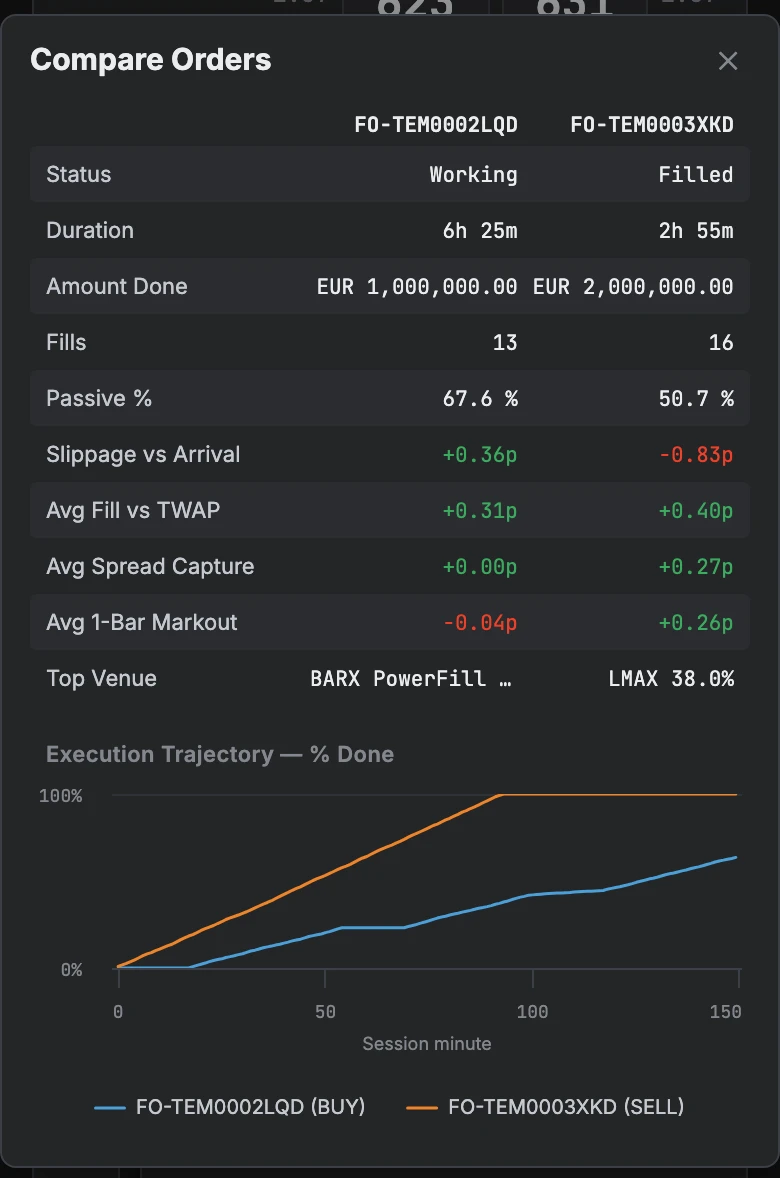 Compare Orders
FO-TEM0002LQD FO-TEM0003XKD
Status Working Filled
Duration 6h 25m 2h 55m
Amount Done EUR 1,000,000.00 EUR 2,000,000.00
Fills 13 16
Passive % 67.6 % 50.7 %
Slippage vs Arrival +0.36p -0.83p
Avg Fill vs TWAP +0.31p +0.40p
Avg Spread Capture +0.00p +0.27p
Avg 1-Bar Markout -0.04p +0.26p
Top Venue BARX PowerFill … LMAX 38.0%
Execution Trajectory — % Done
100%
0%
0 50 100 150
Session minute
FO-TEM0002LQD (BUY) FO-TEM0003XKD (SELL)